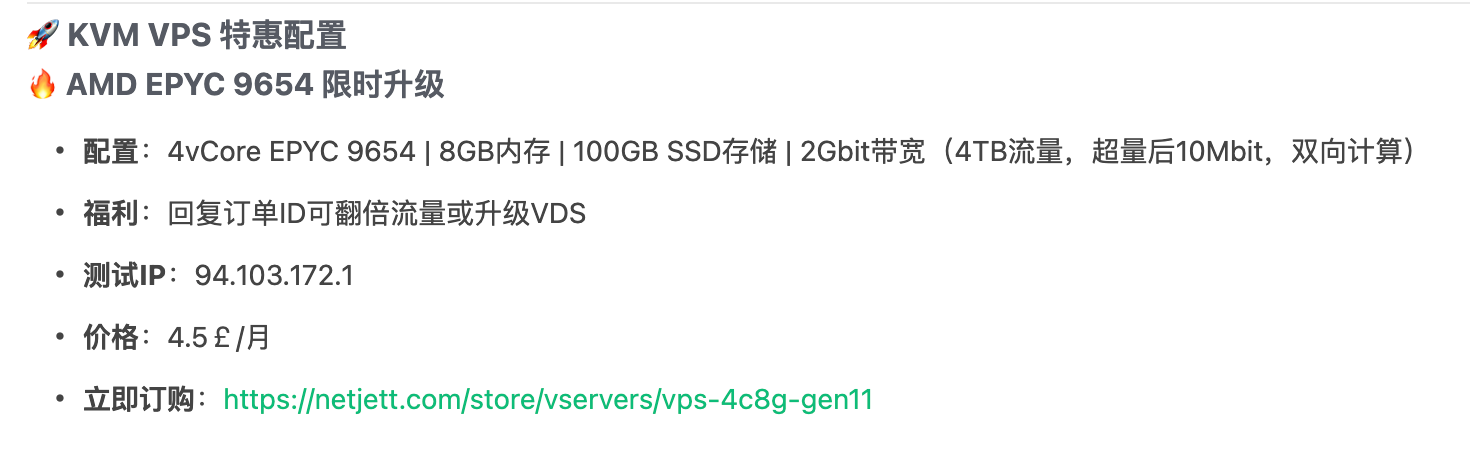 🚀 KVM VPS 特惠配置
🔥 AMD EPYC 9654 限时升级
• 配置：4vCore EPYC 9654 | 8GB内存 | 100GB SSD存储 | 2Gbit带宽（4TB流量，超量后10Mbit，双向计算）
• 福利：回复订单ID可翻倍流量或升级VDS
• 测试IP：94.103.172.1
• 价格：4.5￡/月
• 立即订购：https://netjett.com/store/vservers/vps-4c8g-gen11